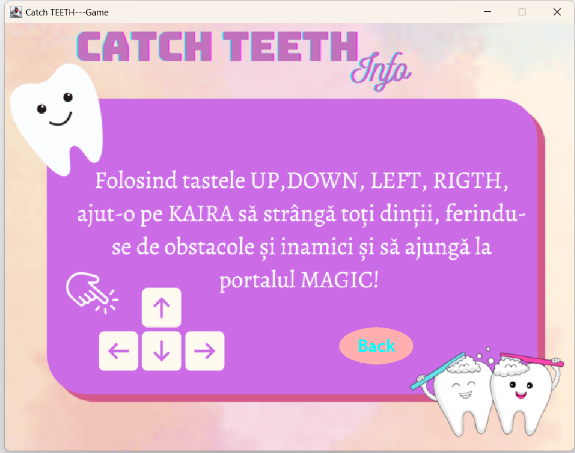 Catch TEETH---Game
CATCH TEETH
Info
Folosind tastele UP,DOWN, LEFT, RIGTH,
ajut-o pe KAIRA să strângă toți dinții, ferindu-
se de obstacole și inamici și să ajungă la
portalul MAGIC!
Back